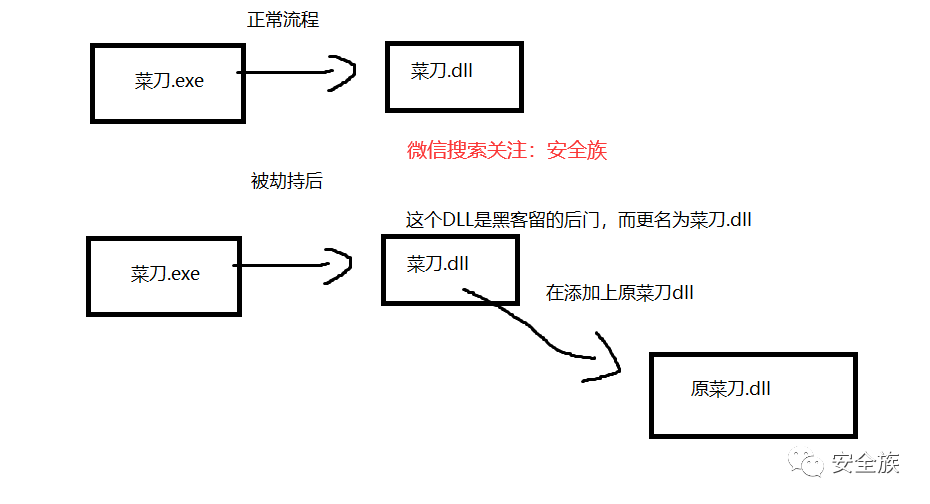 正常流程
菜刀.exe
菜刀.dll
微信搜索关注：安全族
被劫持后
这个DLL是黑客留的后门，而更名为菜刀.dll
菜刀.exe
菜刀.dll
在添加上原菜刀dll
原菜刀.dll
安全族